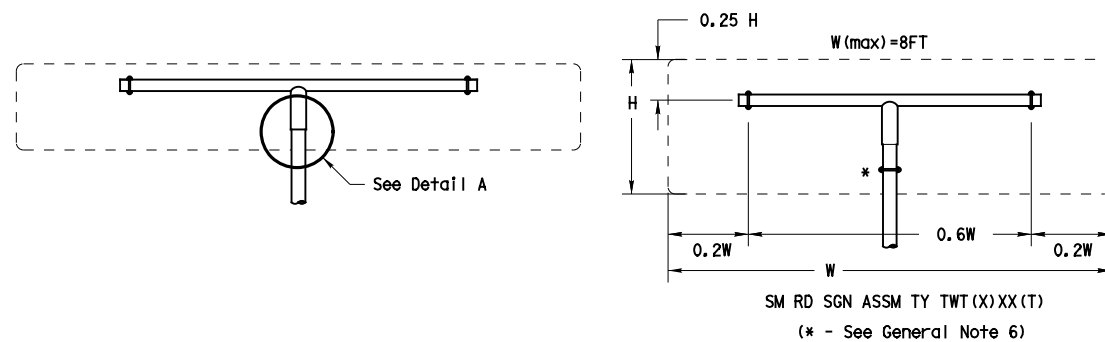 0.25 H
W(max)=8FT
H
See Detail A
*
0.2W
0.6W
0.2W
W
SM RD SGN ASSM TY TWT(X)XX(T)
(* - See General Note 6)